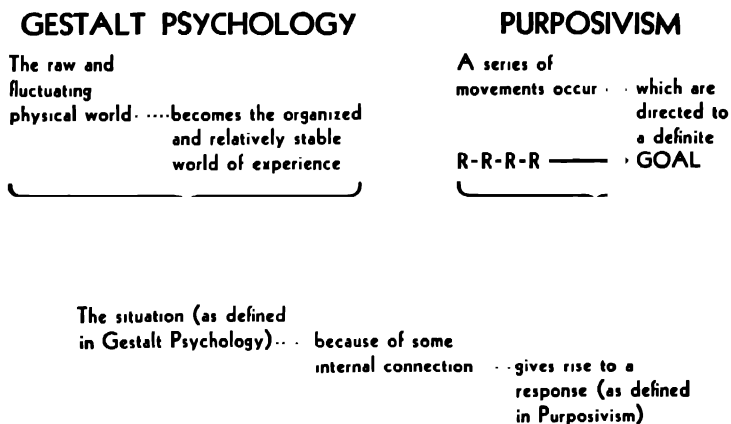 GESTALT PSYCHOLOGY
The raw and
fluctuating
physical world· ····becomes the organized
and relatively stable
world of experience
PURPOSIVISM
A series of
movements occur · · which are
directed to
a definite
R-R-R-R —— › GOAL
The situation (as defined
in Gestalt Psychology)·· · because of some
internal connection · ·gives rise to a
response (as defined
in Purposivism)